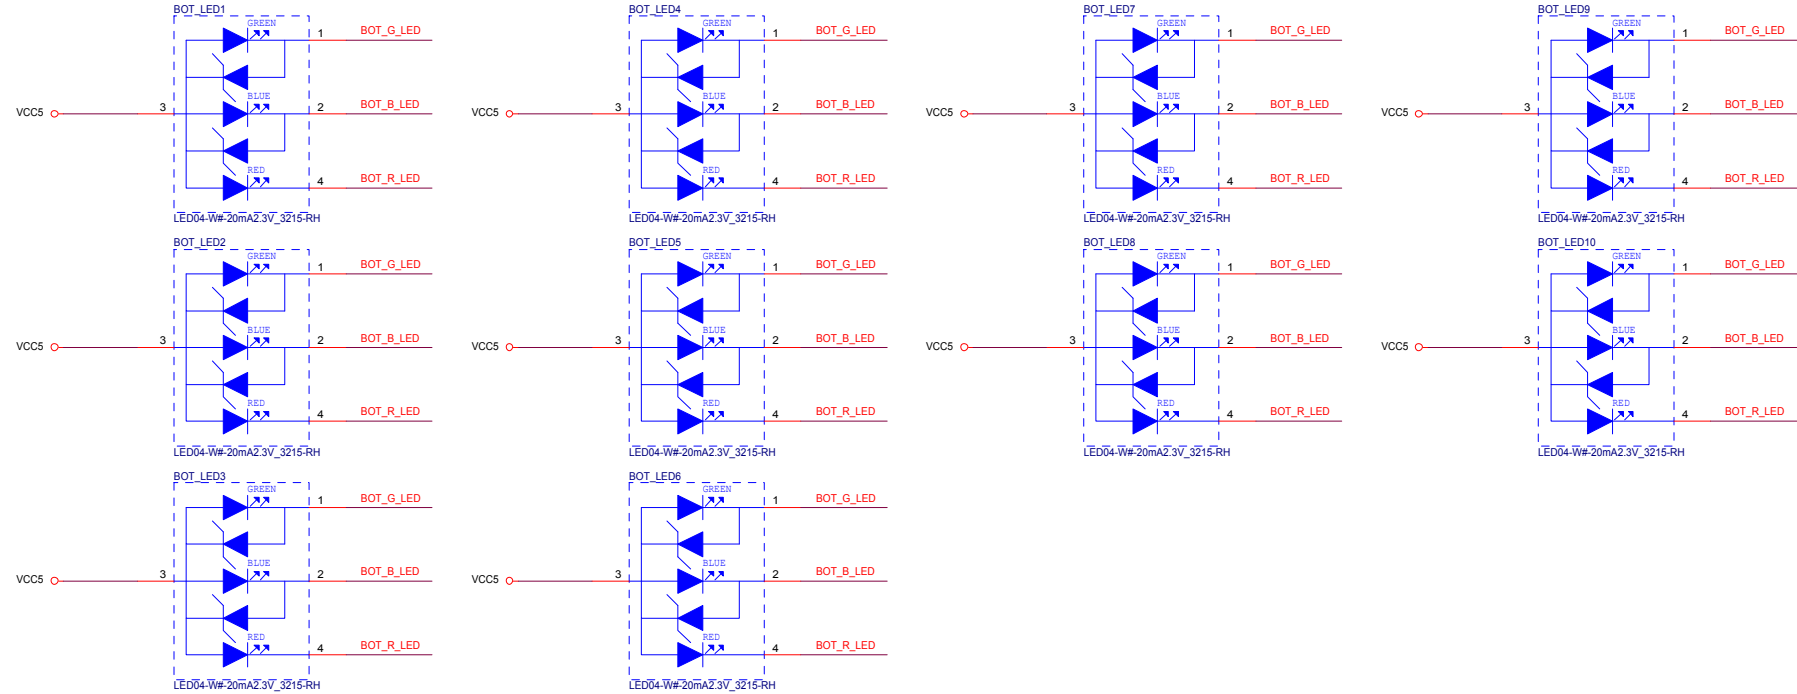 BOT_LED1
GREEN
1 BOT_G_LED
VCC5 3 BLUE 2 BOT_B_LED
RED
4 BOT_R_LED
LED04-W#-20mA2.3V_3215-RH
BOT_LED4
GREEN
1 BOT_G_LED
VCC5 3 BLUE 2 BOT_B_LED
RED
4 BOT_R_LED
LED04-W#-20mA2.3V_3215-RH
BOT_LED7
GREEN
1 BOT_G_LED
VCC5 3 BLUE 2 BOT_B_LED
RED
4 BOT_R_LED
LED04-W#-20mA2.3V_3215-RH
BOT_LED9
GREEN
1 BOT_G_LED
VCC5 3 BLUE 2 BOT_B_LED
RED
4 BOT_R_LED
LED04-W#-20mA2.3V_3215-RH
BOT_LED2
GREEN
1 BOT_G_LED
VCC5 3 BLUE 2 BOT_B_LED
RED
4 BOT_R_LED
LED04-W#-20mA2.3V_3215-RH
BOT_LED5
GREEN
1 BOT_G_LED
VCC5 3 BLUE 2 BOT_B_LED
RED
4 BOT_R_LED
LED04-W#-20mA2.3V_3215-RH
BOT_LED8
GREEN
1 BOT_G_LED
VCC5 3 BLUE 2 BOT_B_LED
RED
4 BOT_R_LED
LED04-W#-20mA2.3V_3215-RH
BOT_LED10
GREEN
1 BOT_G_LED
VCC5 3 BLUE 2 BOT_B_LED
RED
4 BOT_R_LED
LED04-W#-20mA2.3V_3215-RH
BOT_LED3
GREEN
1 BOT_G_LED
VCC5 3 BLUE 2 BOT_B_LED
RED
4 BOT_R_LED
LED04-W#-20mA2.3V_3215-RH
BOT_LED6
GREEN
1 BOT_G_LED
VCC5 3 BLUE 2 BOT_B_LED
RED
4 BOT_R_LED
LED04-W#-20mA2.3V_3215-RH